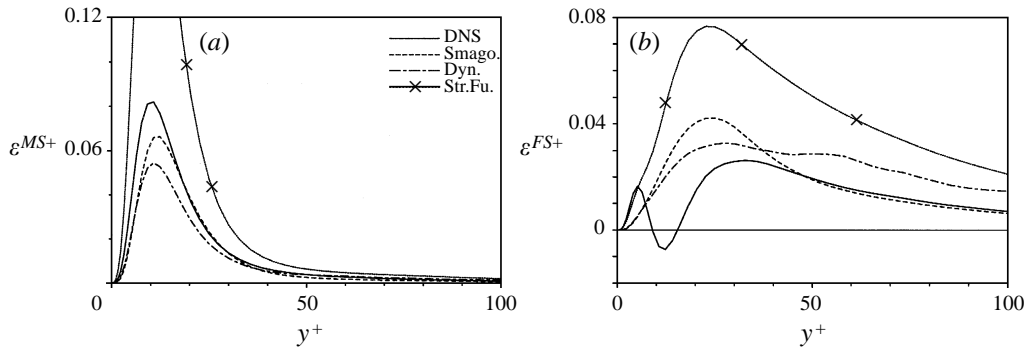 0.12
(a)
DNS
Smago.
Dyn.
Str.Fu.
ε^{MS+}
0.06
0
50
100
y^+
0.08
(b)
ε^{FS+}
0.04
0
0
50
100
y^+